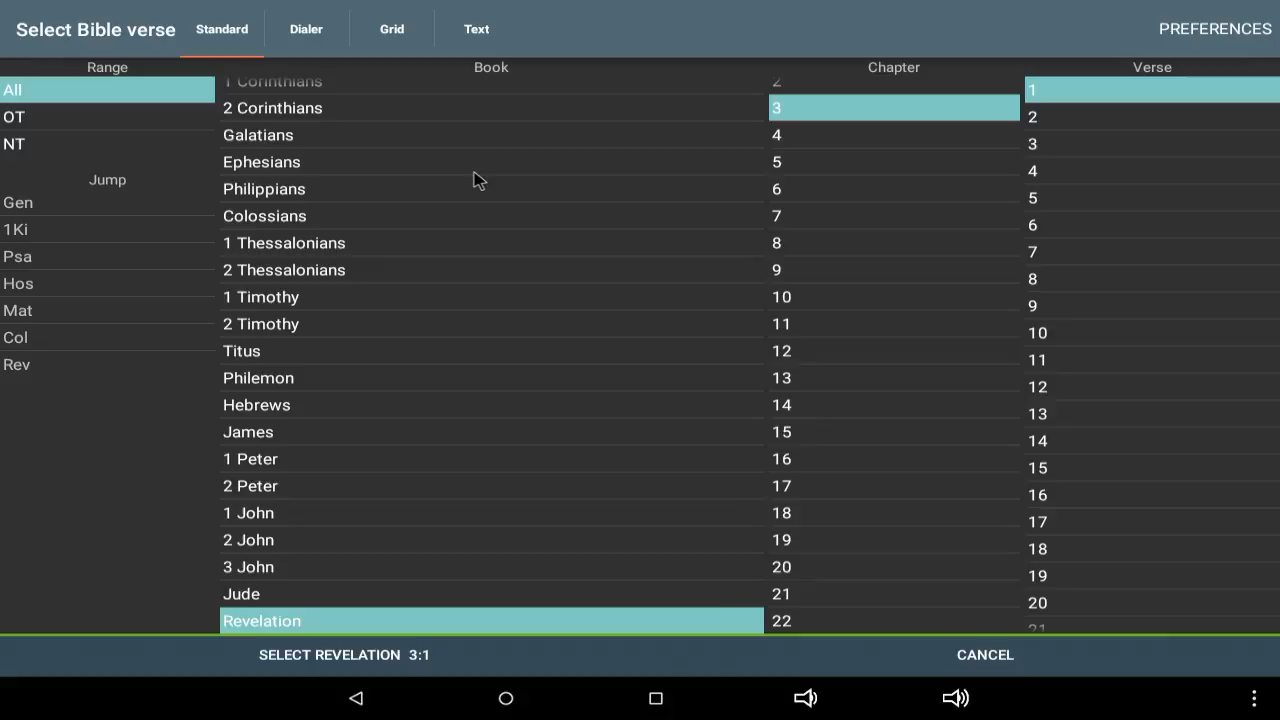 Select Bible verse Standard Dialer Grid Text PREFERENCES
Range Book Chapter Verse
All
OT
NT
Jump
Gen
1Ki
Psa
Hos
Mat
Col
Rev
1 Corinthians
2 Corinthians
Galatians
Ephesians
Philippians
Colossians
1 Thessalonians
2 Thessalonians
1 Timothy
2 Timothy
Titus
Philemon
Hebrews
James
1 Peter
2 Peter
1 John
2 John
3 John
Jude
Revelation
2
3
4
5
6
7
8
9
10
11
12
13
14
15
16
17
18
19
20
21
22
1
2
3
4
5
6
7
8
9
10
11
12
13
14
15
16
17
18
19
20
21
SELECT REVELATION 3:1 CANCEL